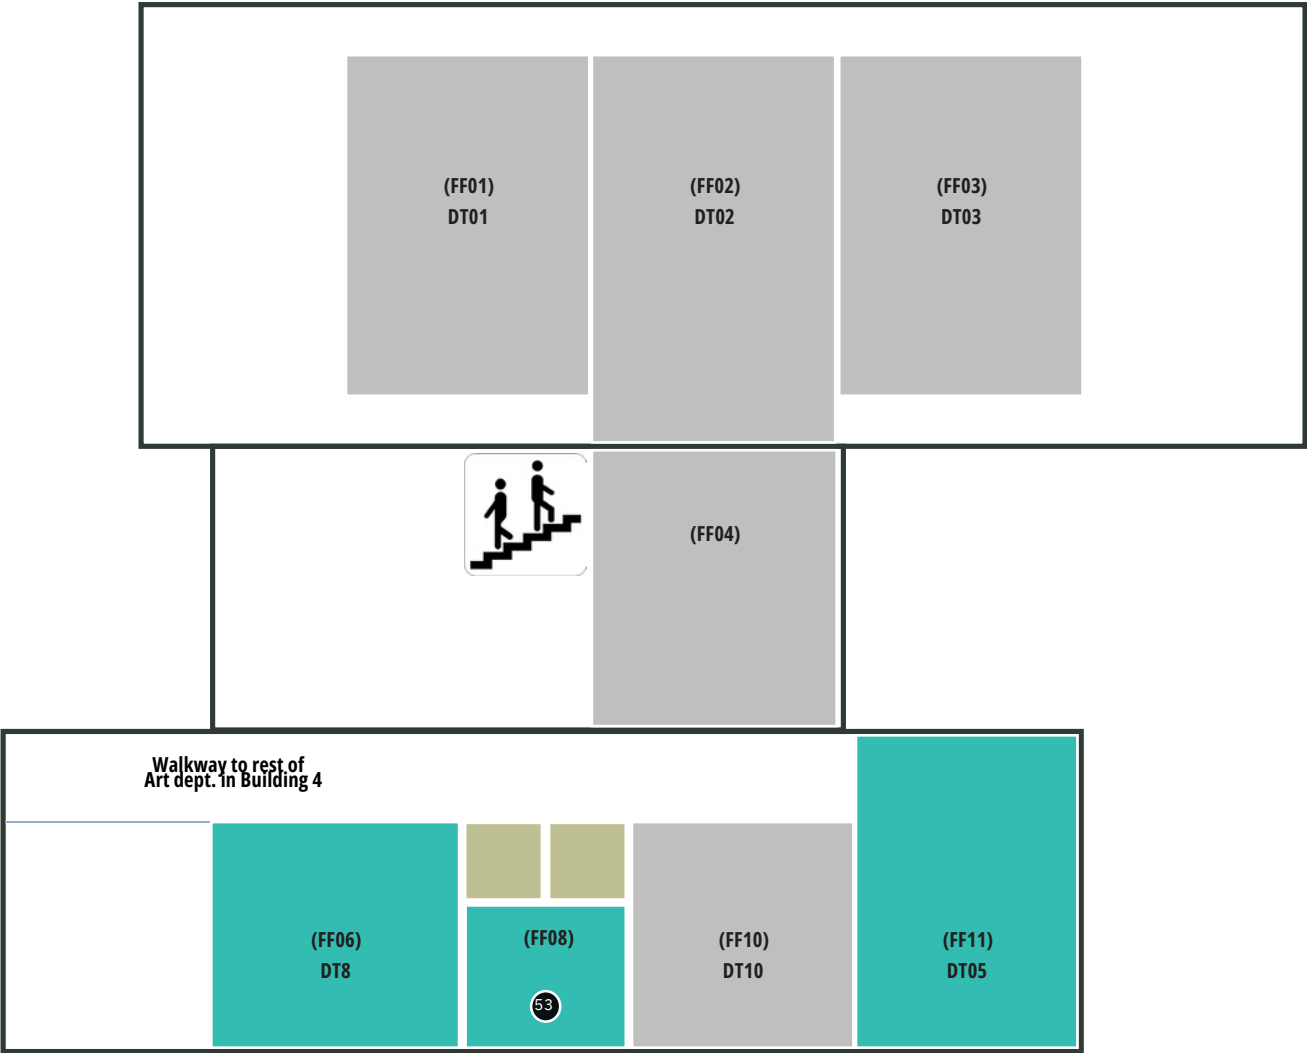 (FF01)
DT01
(FF02)
DT02
(FF03)
DT03
(FF04)
Walkway to rest of
Art dept. in Building 4
(FF06)
DT8
(FF08)
53
(FF10)
DT10
(FF11)
DT05